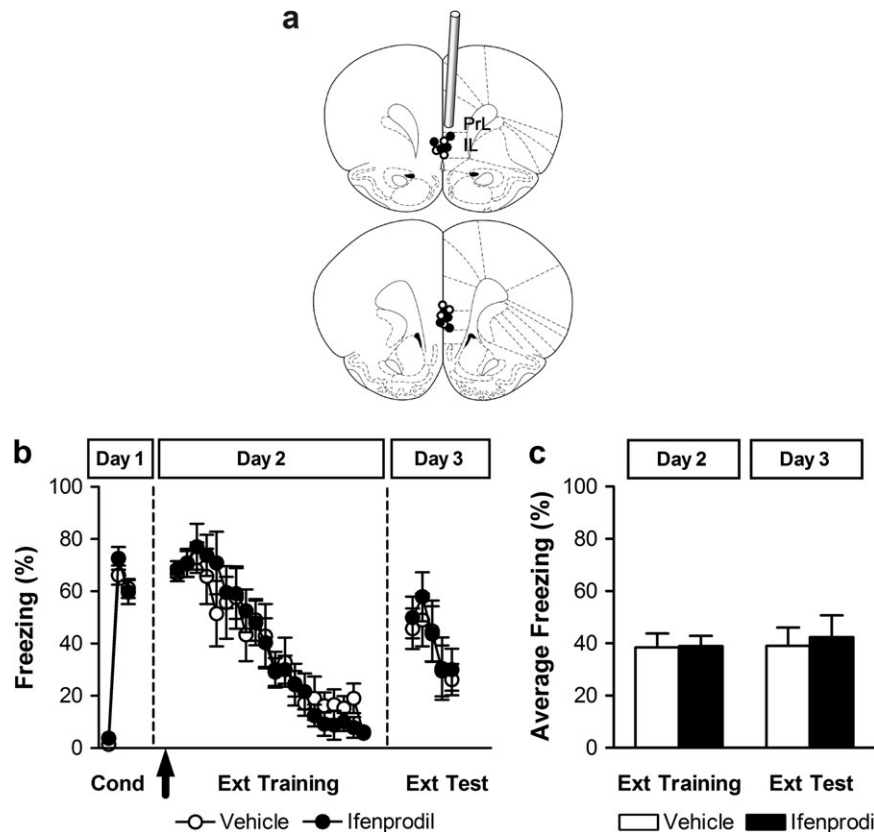 a
PrL
IL
b
Day 1
Day 2
Day 3
Freezing (%)
100
80
60
40
20
0
Cond
Ext Training
Ext Test
Vehicle
Ifenprodil
c
Day 2
Day 3
Average Freezing (%)
100
80
60
40
20
0
Ext Training
Ext Test
Vehicle
Ifenprodil